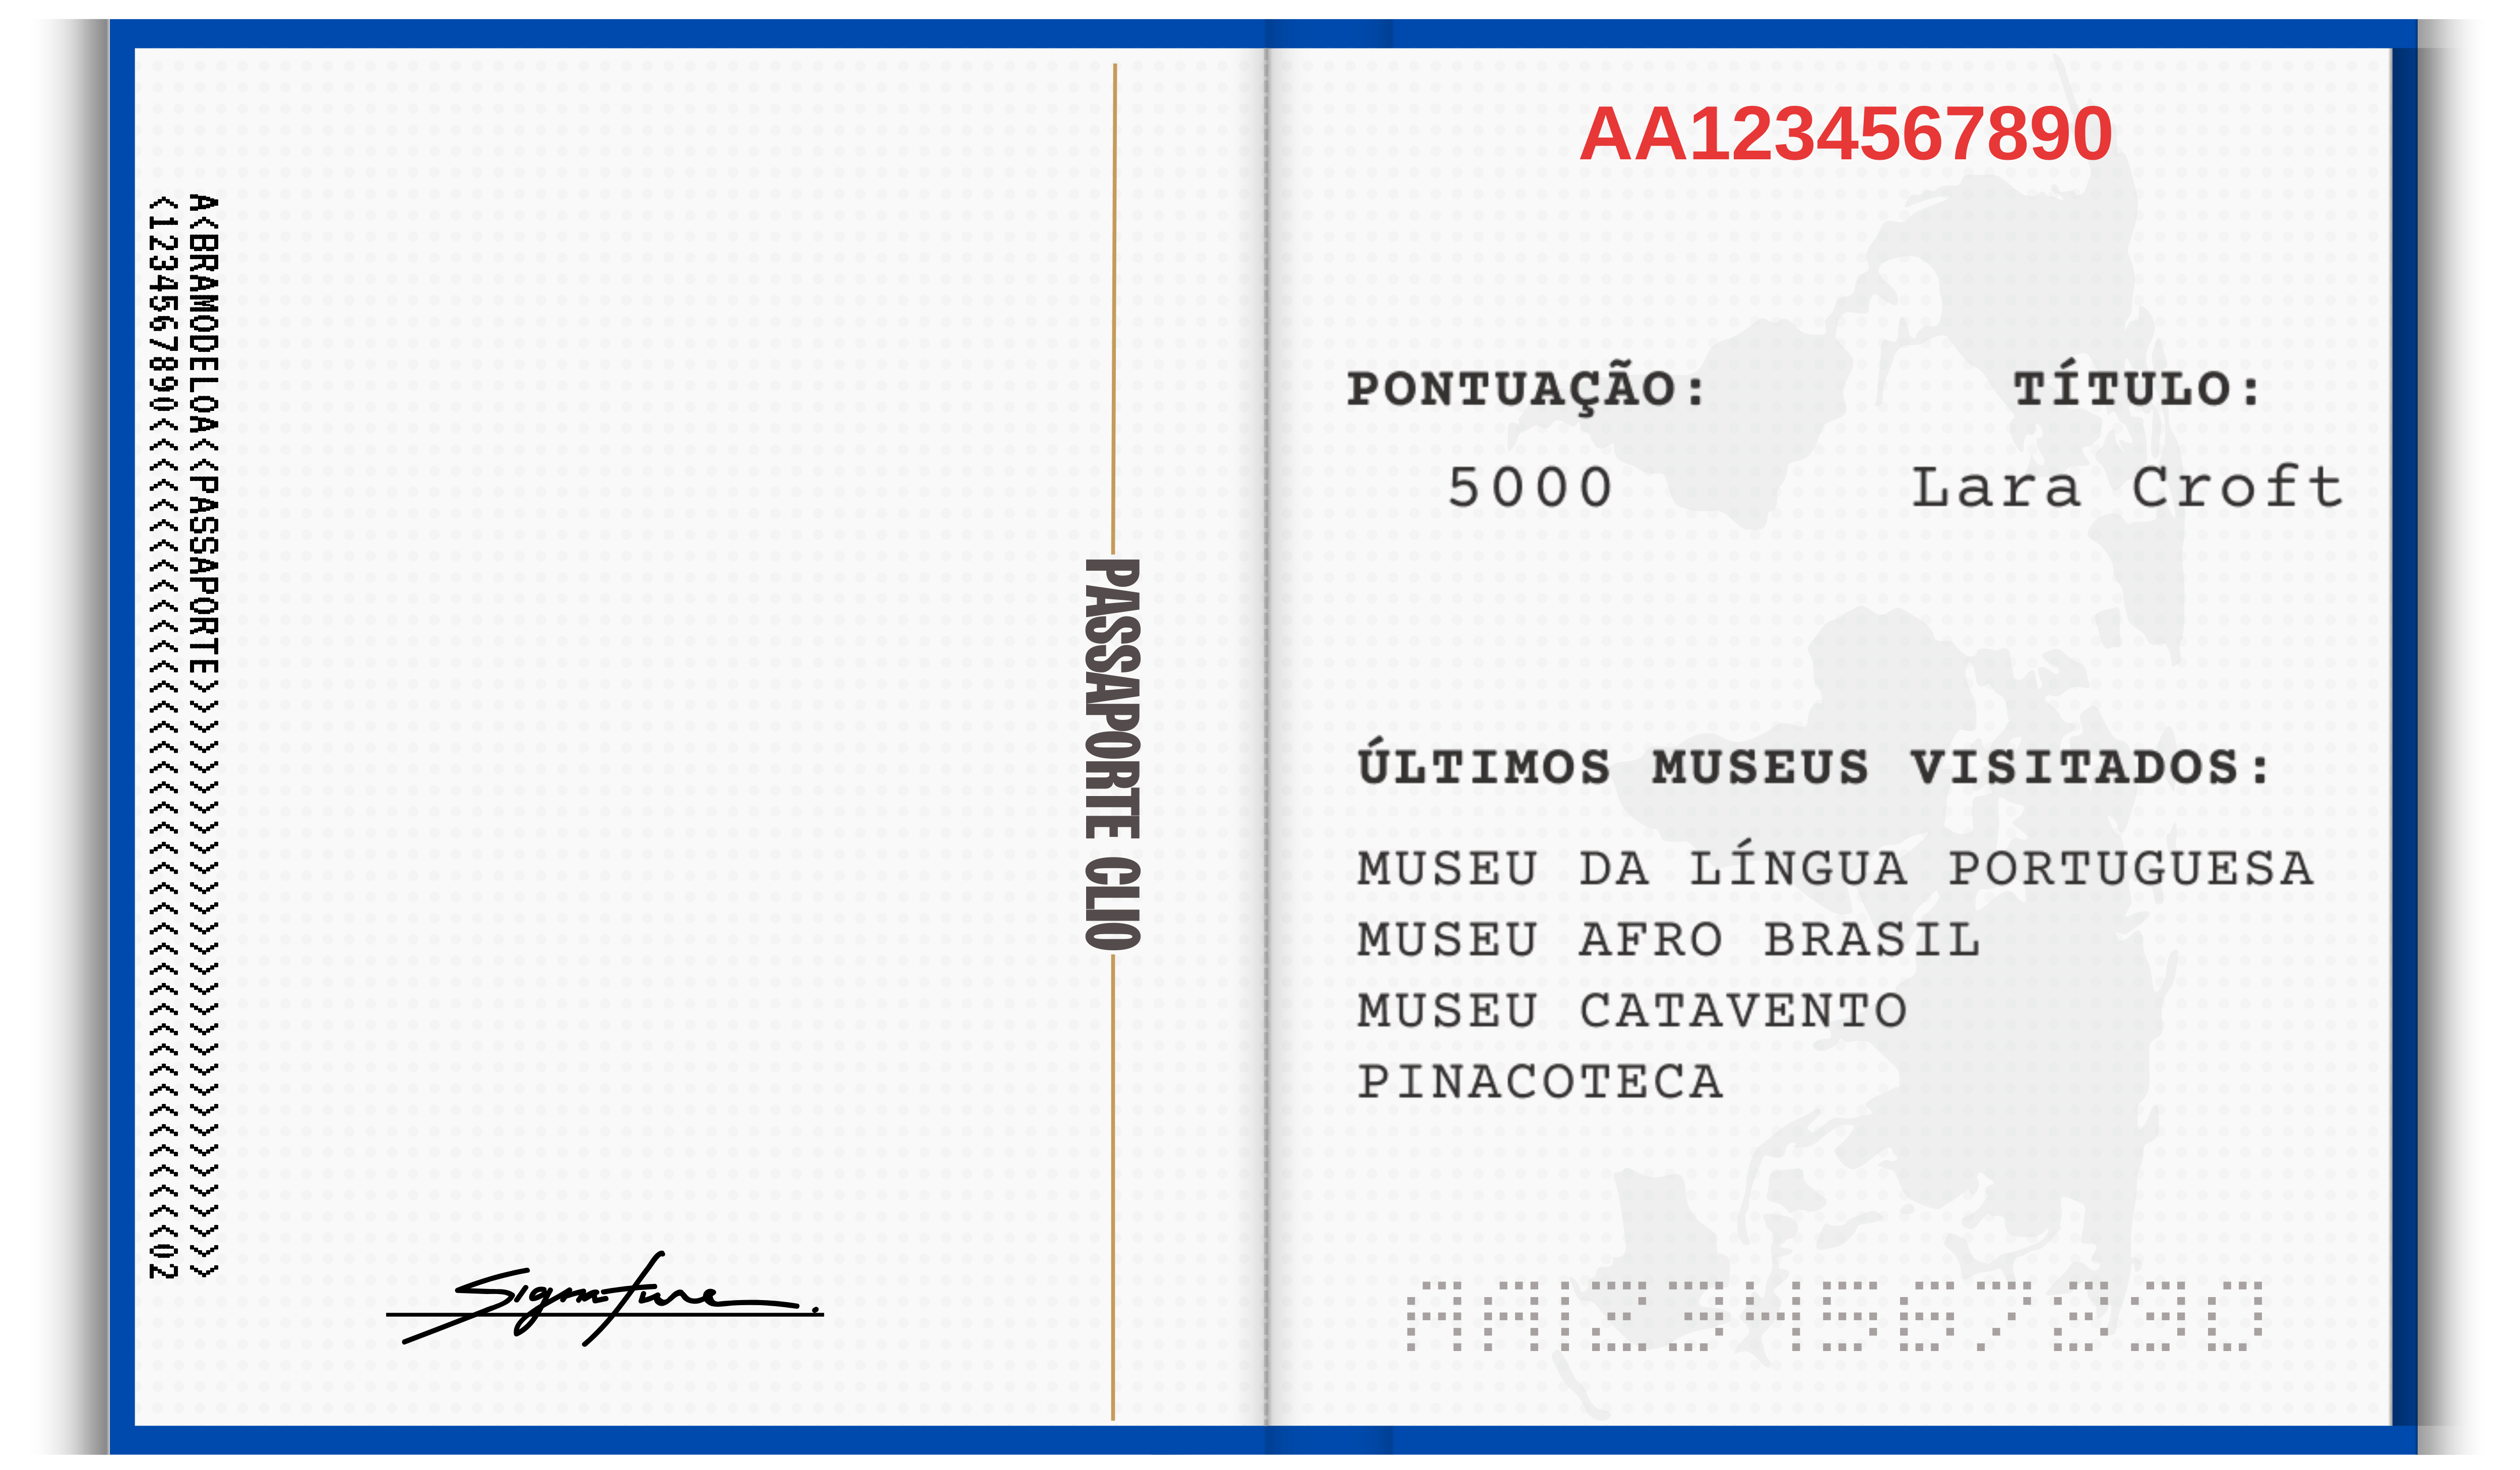 A<BRAMODELOA<<PASSAPORTE>>>>>>>>>>>>>>>>>>>>>>>>>>>>>>
<1234567890<<<<<<<<<<<<<<<<<<<<<<<<<<<<<<<<<<<<<<<<<02
PASSAPORTE CLIO
Signature.
AA1234567890
PONTUAÇÃO: TÍTULO:
5000 Lara Croft
ÚLTIMOS MUSEUS VISITADOS:
MUSEU DA LÍNGUA PORTUGUESA
MUSEU AFRO BRASIL
MUSEU CATAVENTO
PINACOTECA
AA1234567890